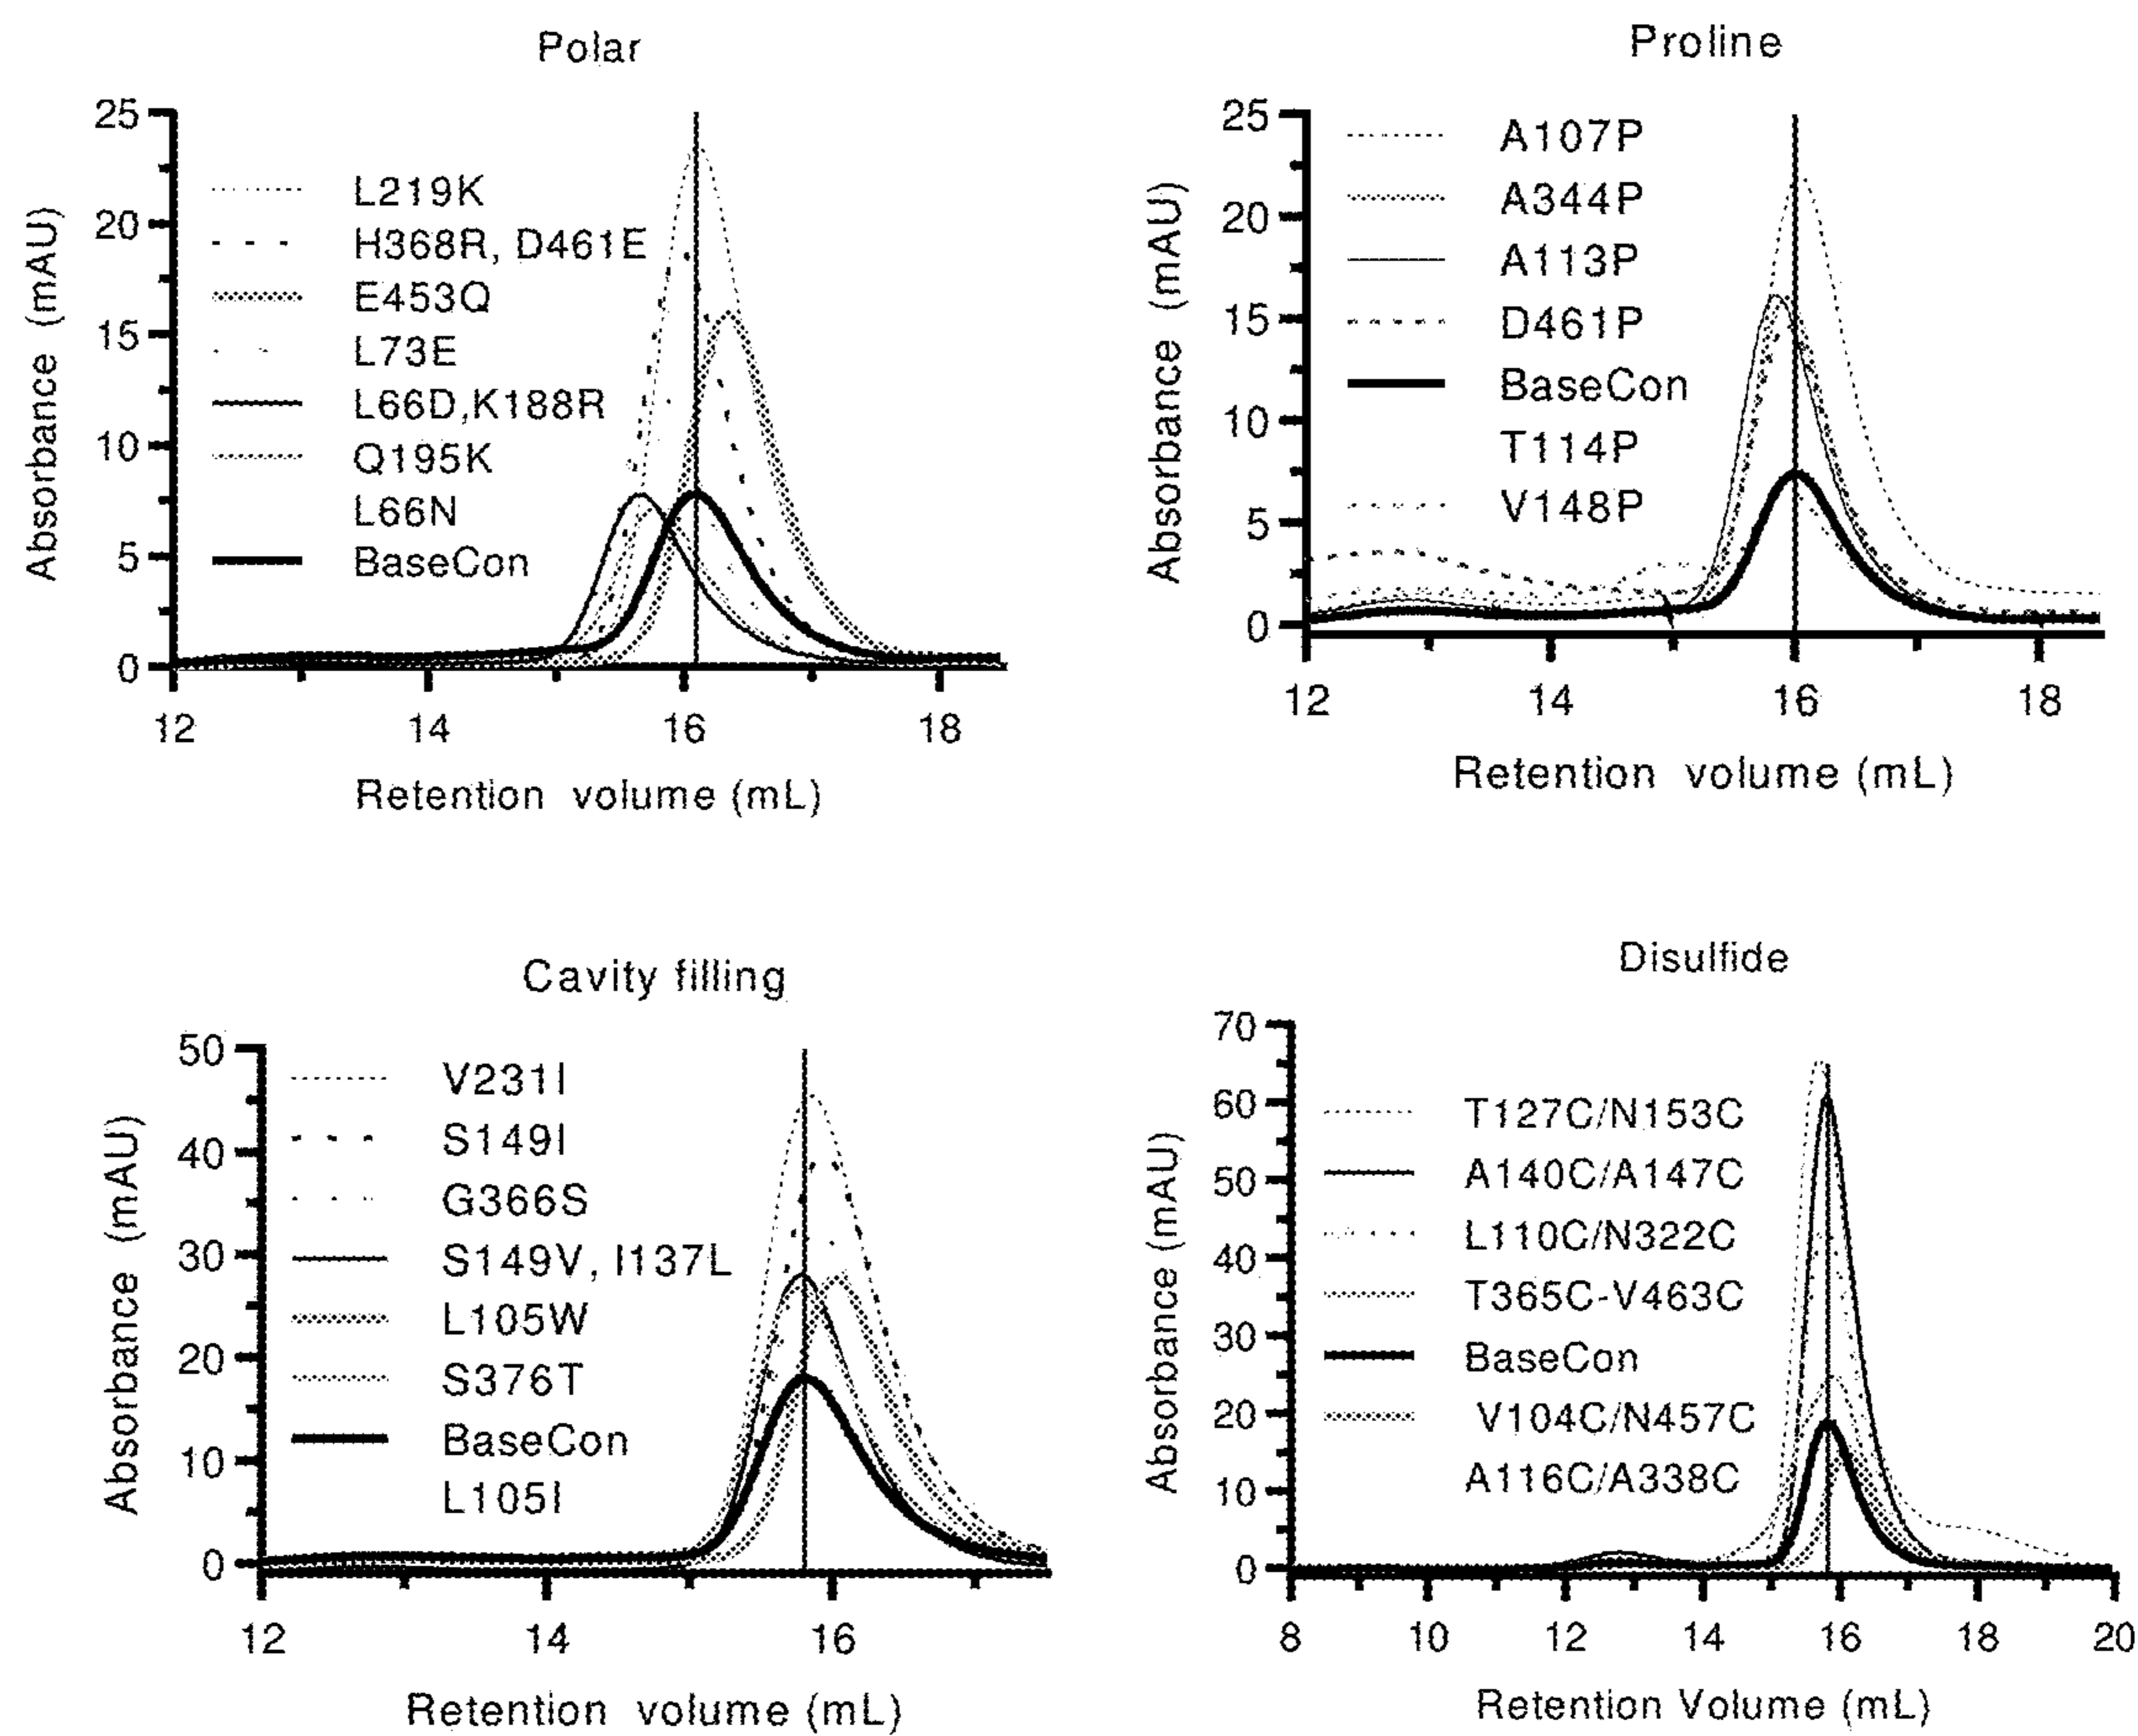 Polar
Absorbance (mAU)
25
20
15
10
5
0
L219K
H368R, D461E
E453Q
L73E
L66D,K188R
Q195K
L66N
BaseCon
12 14 16 18
Retention volume (mL)
Proline
Absorbance (mAU)
25
20
15
10
5
0
A107P
A344P
A113P
D461P
BaseCon
T114P
V148P
12 14 16 18
Retention volume (mL)
Cavity filling
Absorbance (mAU)
50
40
30
20
10
0
V231I
S149I
G366S
S149V, I137L
L105W
S376T
BaseCon
L105I
12 14 16
Retention volume (mL)
Disulfide
Absorbance (mAU)
70
60
50
40
30
20
10
0
T127C/N153C
A140C/A147C
L110C/N322C
T365C-V463C
BaseCon
V104C/N457C
A116C/A338C
8 10 12 14 16 18 20
Retention Volume (mL)